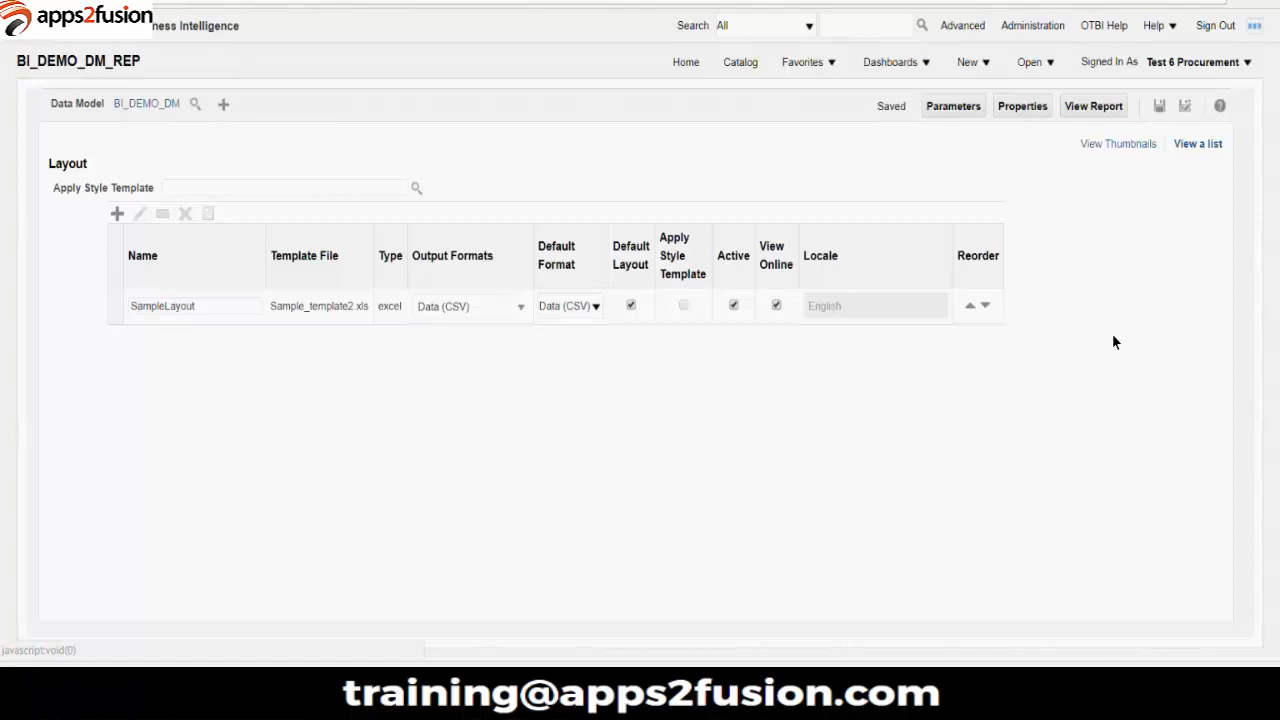 apps2fusion
ness Intelligence
Search All Advanced Administration OTBI Help Help Sign Out
BI_DEMO_DM_REP
Home Catalog Favorites Dashboards New Open Signed In As Test 6 Procurement
Data Model BI_DEMO_DM
Saved Parameters Properties View Report
View Thumbnails View a list
Layout
Apply Style Template
Name Template File Type Output Formats Default Format Default Layout Apply Style Template Active View Online Locale Reorder
SampleLayout Sample_template2.xls excel Data (CSV) Data (CSV) English
javascript:void(0)
training@apps2fusion.com